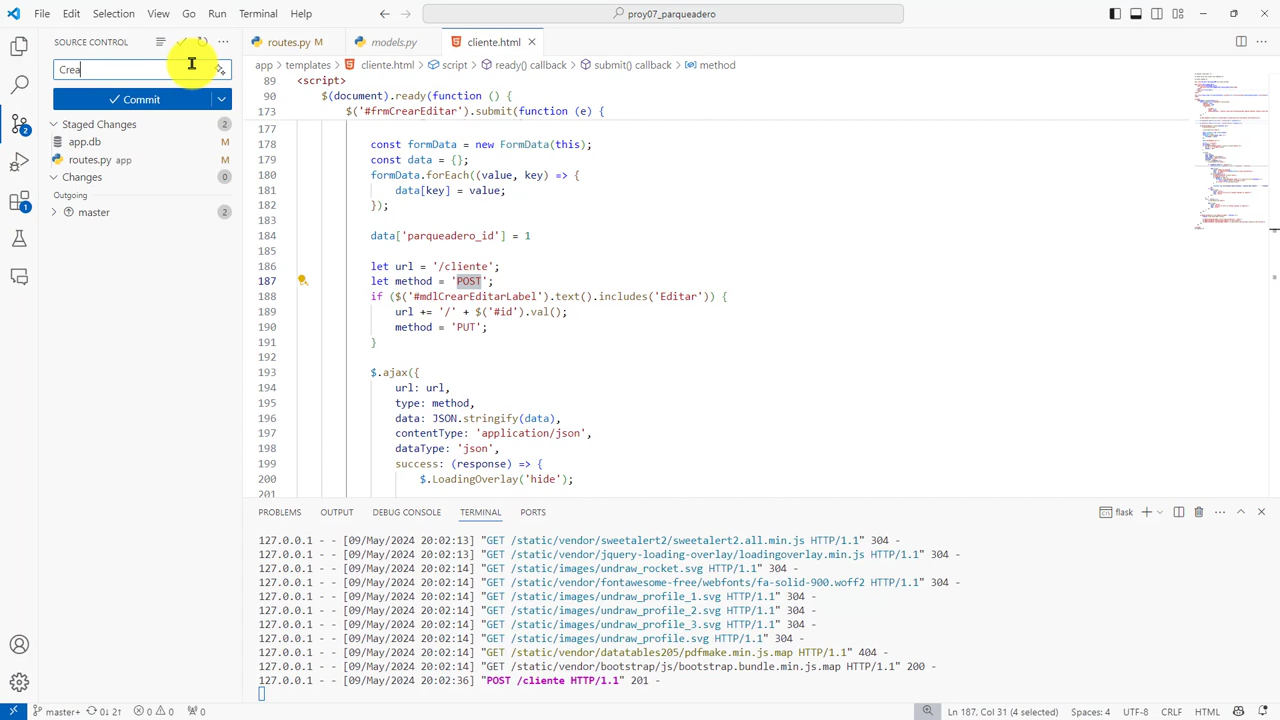 File Edit Selection View Go Run Terminal Help
proy07_parqueadero
SOURCE CONTROL
routes.py M
models.py
cliente.html
app > templates > cliente.html > script > ready() callback > submit() callback > method
Crea
Commit
Staged Changes 2
app.db M
routes.py app M
Changes 0
Outgoing
master 2
2
1
89 <script>
90 $(document).ready(function
173
177
178 const formData = new FormData(this);
179 const data = {};
180
181 data[key] = value;
182 });
183
184 data['parqueadero_id'] = 1
185
186 let url = '/cliente';
187 let method = 'POST';
188 if ($('#mdlCrearEditarLabel').text().includes('Editar')) {
189 url += '/' + $('#id').val();
190 method = 'PUT';
191 }
192
193 $.ajax({
194 url: url,
195 type: method,
196 data: JSON.stringify(data),
197 contentType: 'application/json',
198 dataType: 'json',
199 success: (response) => {
200 $.LoadingOverlay('hide');
201
PROBLEMS OUTPUT DEBUG CONSOLE TERMINAL PORTS
flask
127.0.0.1 - - [09/May/2024 20:02:13] "GET /static/vendor/sweetalert2/sweetalert2.all.min.js HTTP/1.1" 304 -
127.0.0.1 - - [09/May/2024 20:02:13] "GET /static/vendor/jquery-loading-overlay/loadingoverlay.min.js HTTP/1.1" 304 -
127.0.0.1 - - [09/May/2024 20:02:14] "GET /static/images/undraw_rocket.svg HTTP/1.1" 304 -
127.0.0.1 - - [09/May/2024 20:02:14] "GET /static/vendor/fontawesome-free/webfonts/fa-solid-900.woff2 HTTP/1.1" 304 -
127.0.0.1 - - [09/May/2024 20:02:14] "GET /static/images/undraw_profile_1.svg HTTP/1.1" 304 -
127.0.0.1 - - [09/May/2024 20:02:14] "GET /static/images/undraw_profile_2.svg HTTP/1.1" 304 -
127.0.0.1 - - [09/May/2024 20:02:14] "GET /static/images/undraw_profile_3.svg HTTP/1.1" 304 -
127.0.0.1 - - [09/May/2024 20:02:14] "GET /static/images/undraw_profile.svg HTTP/1.1" 304 -
127.0.0.1 - - [09/May/2024 20:02:14] "GET /static/vendor/datatables205/pdfmake.min.js.map HTTP/1.1" 404 -
127.0.0.1 - - [09/May/2024 20:02:14] "GET /static/vendor/bootstrap/js/bootstrap.bundle.min.js.map HTTP/1.1" 200 -
127.0.0.1 - - [09/May/2024 20:02:36] "POST /cliente HTTP/1.1" 201 -
master+ 0↓ 2↑ 0 0 0 Ln 187, Col 31 (4 selected) Spaces: 4 UTF-8 CRLF HTML